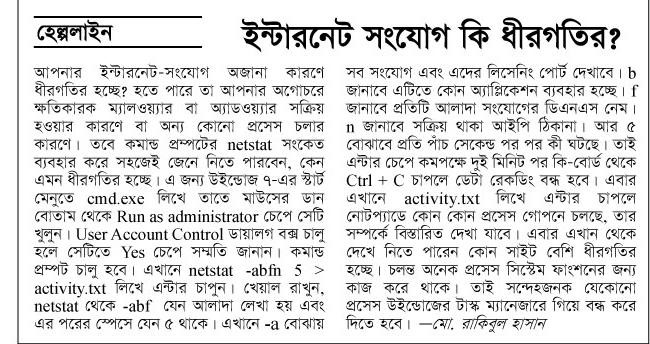 হেল্পলাইন
ইন্টারনেট সংযোগ কি ধীরগতির?
আপনার ইন্টারনেট-সংযোগ অজানা কারণে
ধীরগতির হচ্ছে? হতে পারে তা আপনার অগোচরে
ক্ষতিকারক ম্যালওয়্যার বা অ্যাডওয়্যার সক্রিয়
হওয়ার কারণে বা অন্য কোনো প্রসেস চলার
কারণে। তবে কমান্ড প্রম্পটের netstat সংকেত
ব্যবহার করে সহজেই জেনে নিতে পারবেন, কেন
এমন ধীরগতির হচ্ছে। এ জন্য উইন্ডোজ ৭-এর স্টার্ট
মেনুতে cmd.exe লিখে তাতে মাউসের ডান
বোতাম থেকে Run as administrator চেপে সেটি
খুলুন। User Account Control ডায়ালগ বক্স চালু
হলে সেটিতে Yes চেপে সম্মতি জানান। কমান্ড
প্রম্পট চালু হবে। এখানে netstat -abfn 5 >
activity.txt লিখে এন্টার চাপুন। খেয়াল রাখুন,
netstat থেকে -abf যেন আলাদা লেখা হয় এবং
এর পরের স্পেসে যেন ৫ থাকে। এখানে -a বোঝায়
সব সংযোগ এবং এদের লিসেনিং পোর্ট দেখাবে। b
জানাবে এটিতে কোন অ্যাপ্লিকেশন ব্যবহার হচ্ছে। f
জানাবে প্রতিটি আলাদা সংযোগের ডিএনএস নেম।
n জানাবে সক্রিয় থাকা আইপি ঠিকানা। আর ৫
বোঝাবে প্রতি পাঁচ সেকেন্ড পর পর কী ঘটছে। তাই
এন্টার চেপে কমপক্ষে দুই মিনিট পর কি-বোর্ড থেকে
Ctrl + C চাপলে ডেটা রেকর্ডিং বন্ধ হবে। এবার
এখানে activity.txt লিখে এন্টার চাপলে
নোটপ্যাডে কোন কোন প্রসেস গোপনে চলছে, তার
সম্পর্কে বিস্তারিত দেখা যাবে। এবার এখান থেকে
দেখে নিতে পারেন কোন সাইট বেশি ধীরগতির
হচ্ছে। চলন্ত অনেক প্রসেস সিস্টেম ফাংশনের জন্য
কাজ করে থাকে। তাই সন্দেহজনক যেকোনো
প্রসেস উইন্ডোজের টাস্ক ম্যানেজারে গিয়ে বন্ধ করে
দিতে হবে। —মো. রাকিবুল হাসান